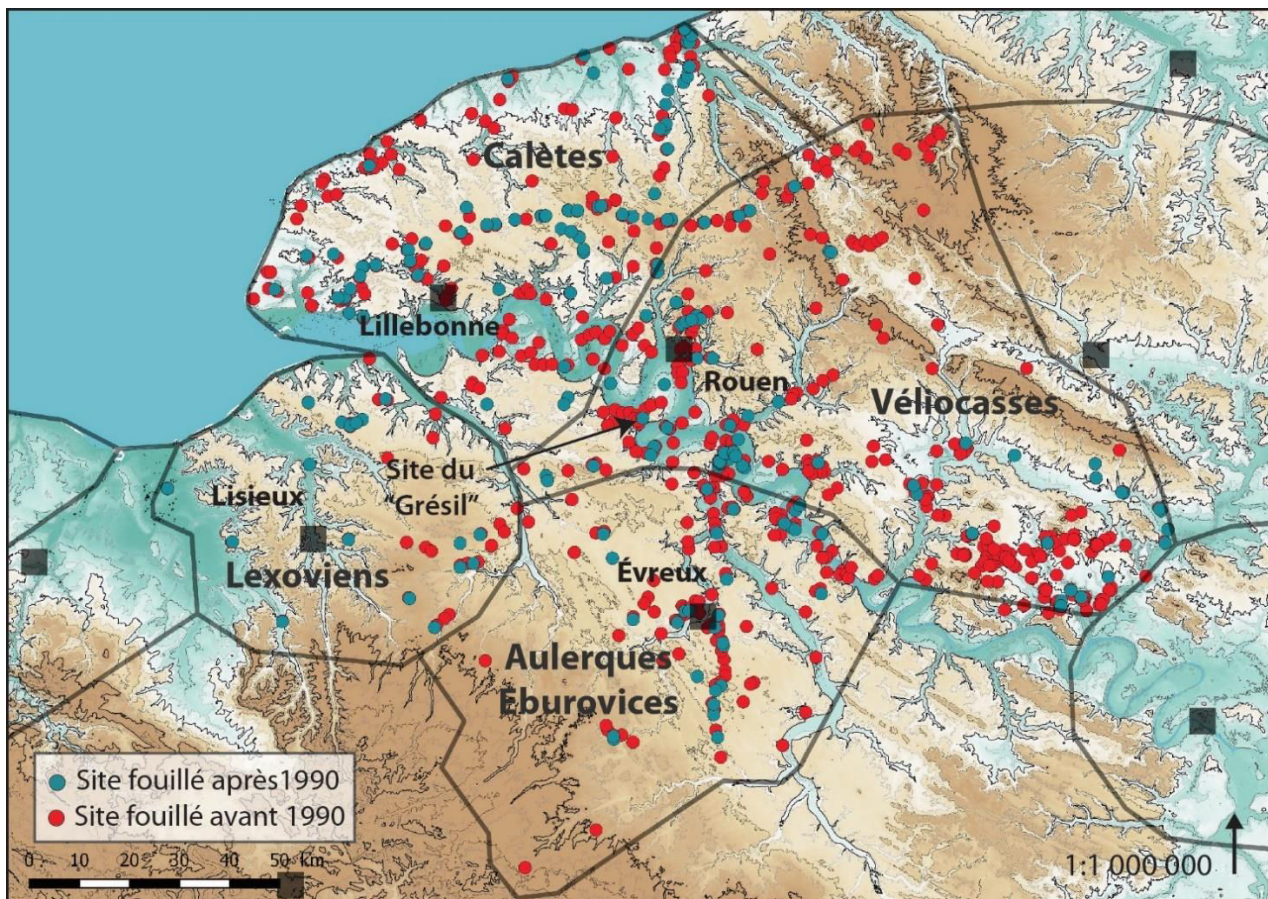 Calètes
Lillebonne
Rouen
Véliocasses
Site du
"Grésil"
Lisieux
Lexoviens
Évreux
Aulerques
Éburovices
Site fouillé après1990
Site fouillé avant 1990
0 10 20 30 40 50 km
1:1 000 000